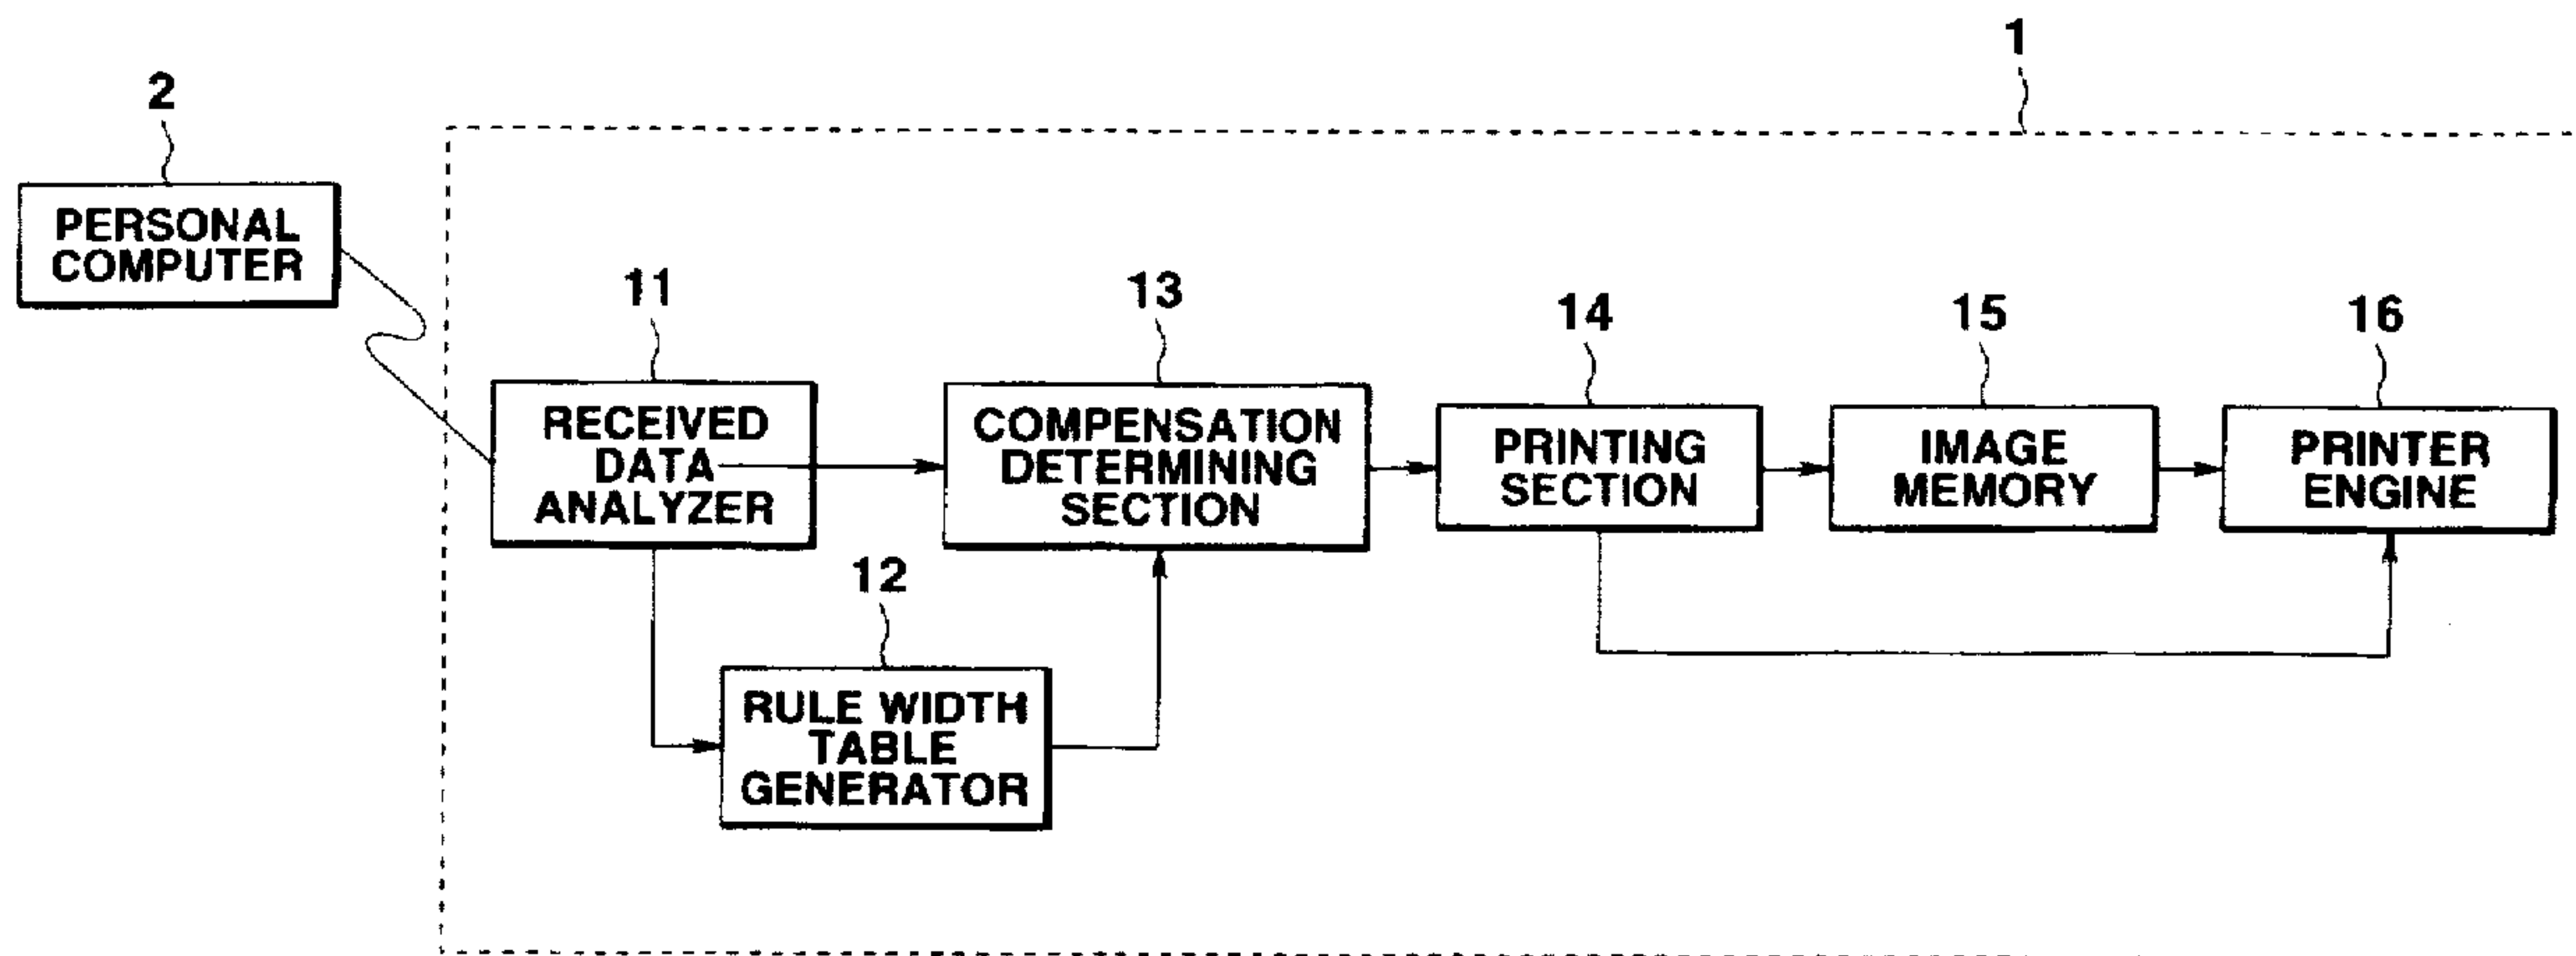 1
2
PERSONAL
COMPUTER
11
RECEIVED
DATA
ANALYZER
13
COMPENSATION
DETERMINING
SECTION
14
PRINTING
SECTION
15
IMAGE
MEMORY
16
PRINTER
ENGINE
12
RULE WIDTH
TABLE
GENERATOR